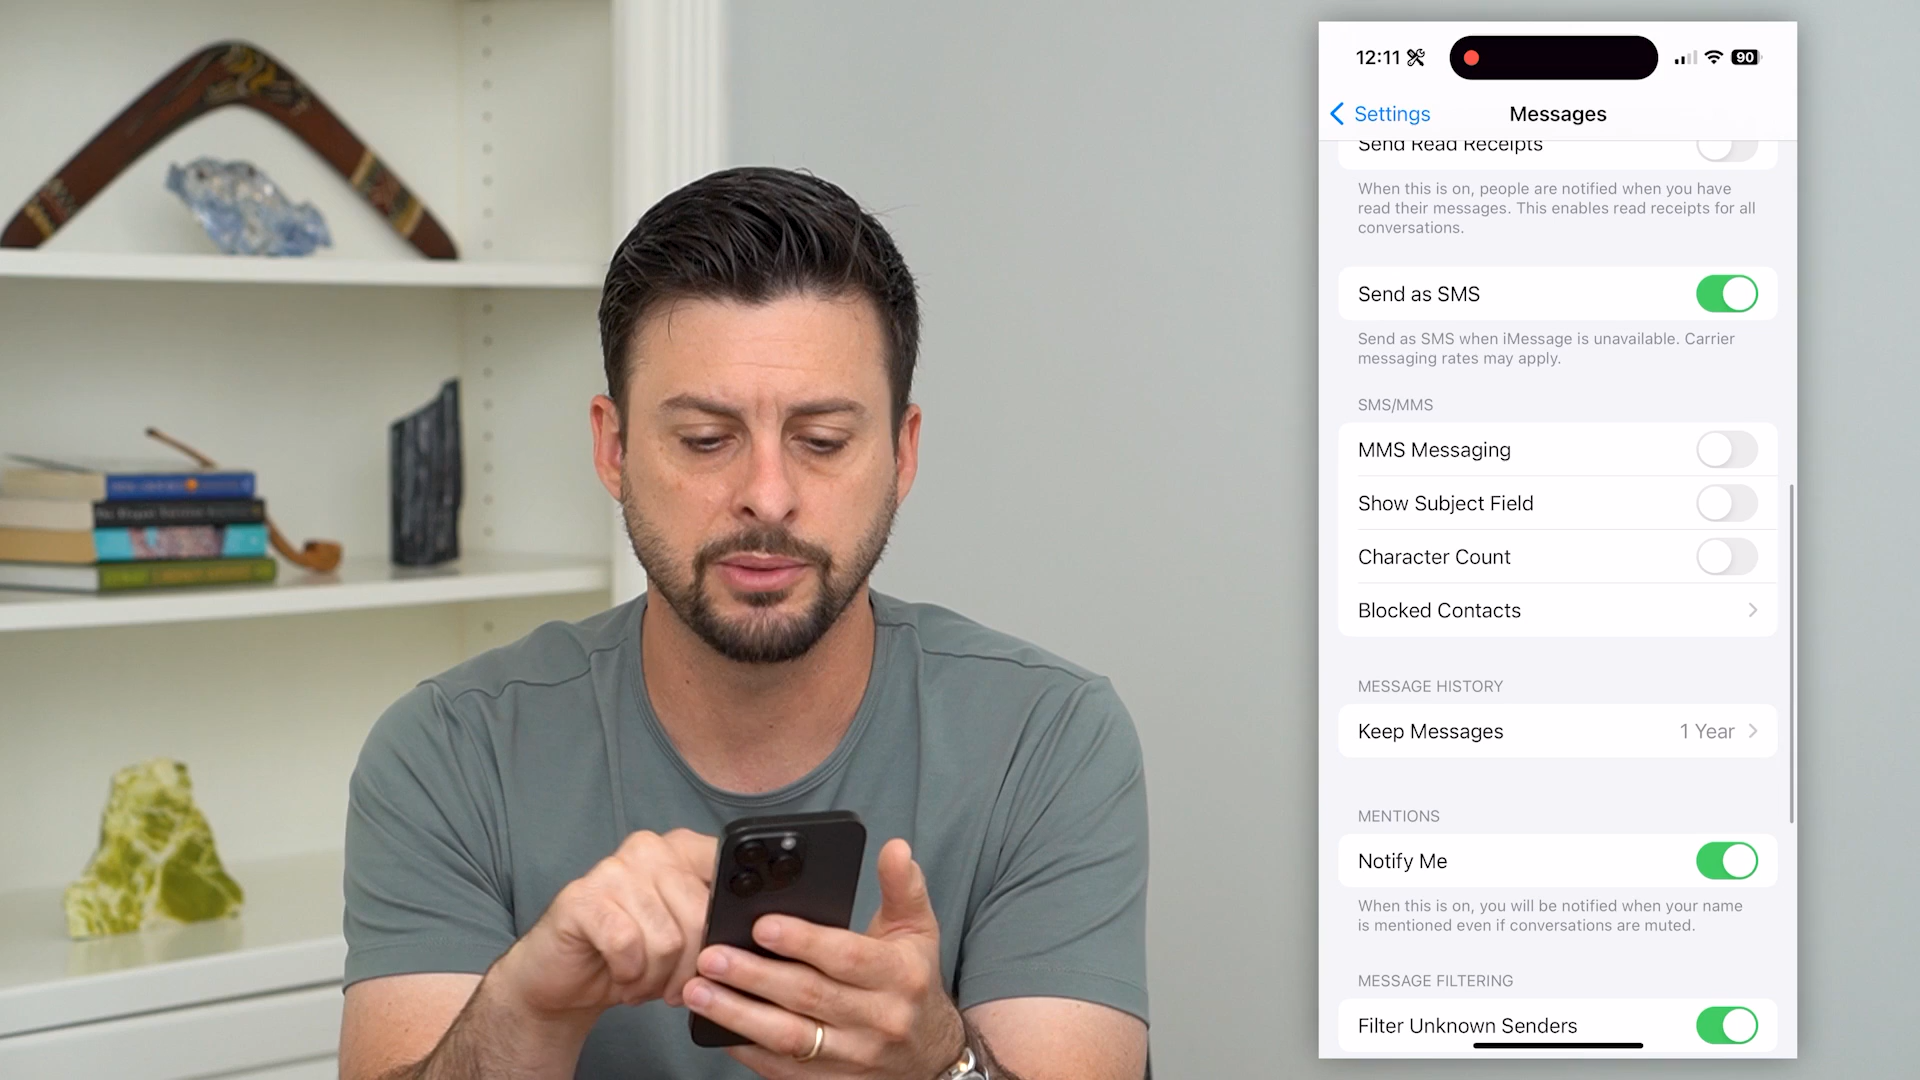 12:11
90
Settings
Messages
Send Read Receipts
When this is on, people are notified when you have
read their messages. This enables read receipts for all
conversations.
Send as SMS
Send as SMS when iMessage is unavailable. Carrier
messaging rates may apply.
SMS/MMS
MMS Messaging
Show Subject Field
Character Count
Blocked Contacts
MESSAGE HISTORY
Keep Messages 1 Year
MENTIONS
Notify Me
When this is on, you will be notified when your name
is mentioned even if conversations are muted.
MESSAGE FILTERING
Filter Unknown Senders